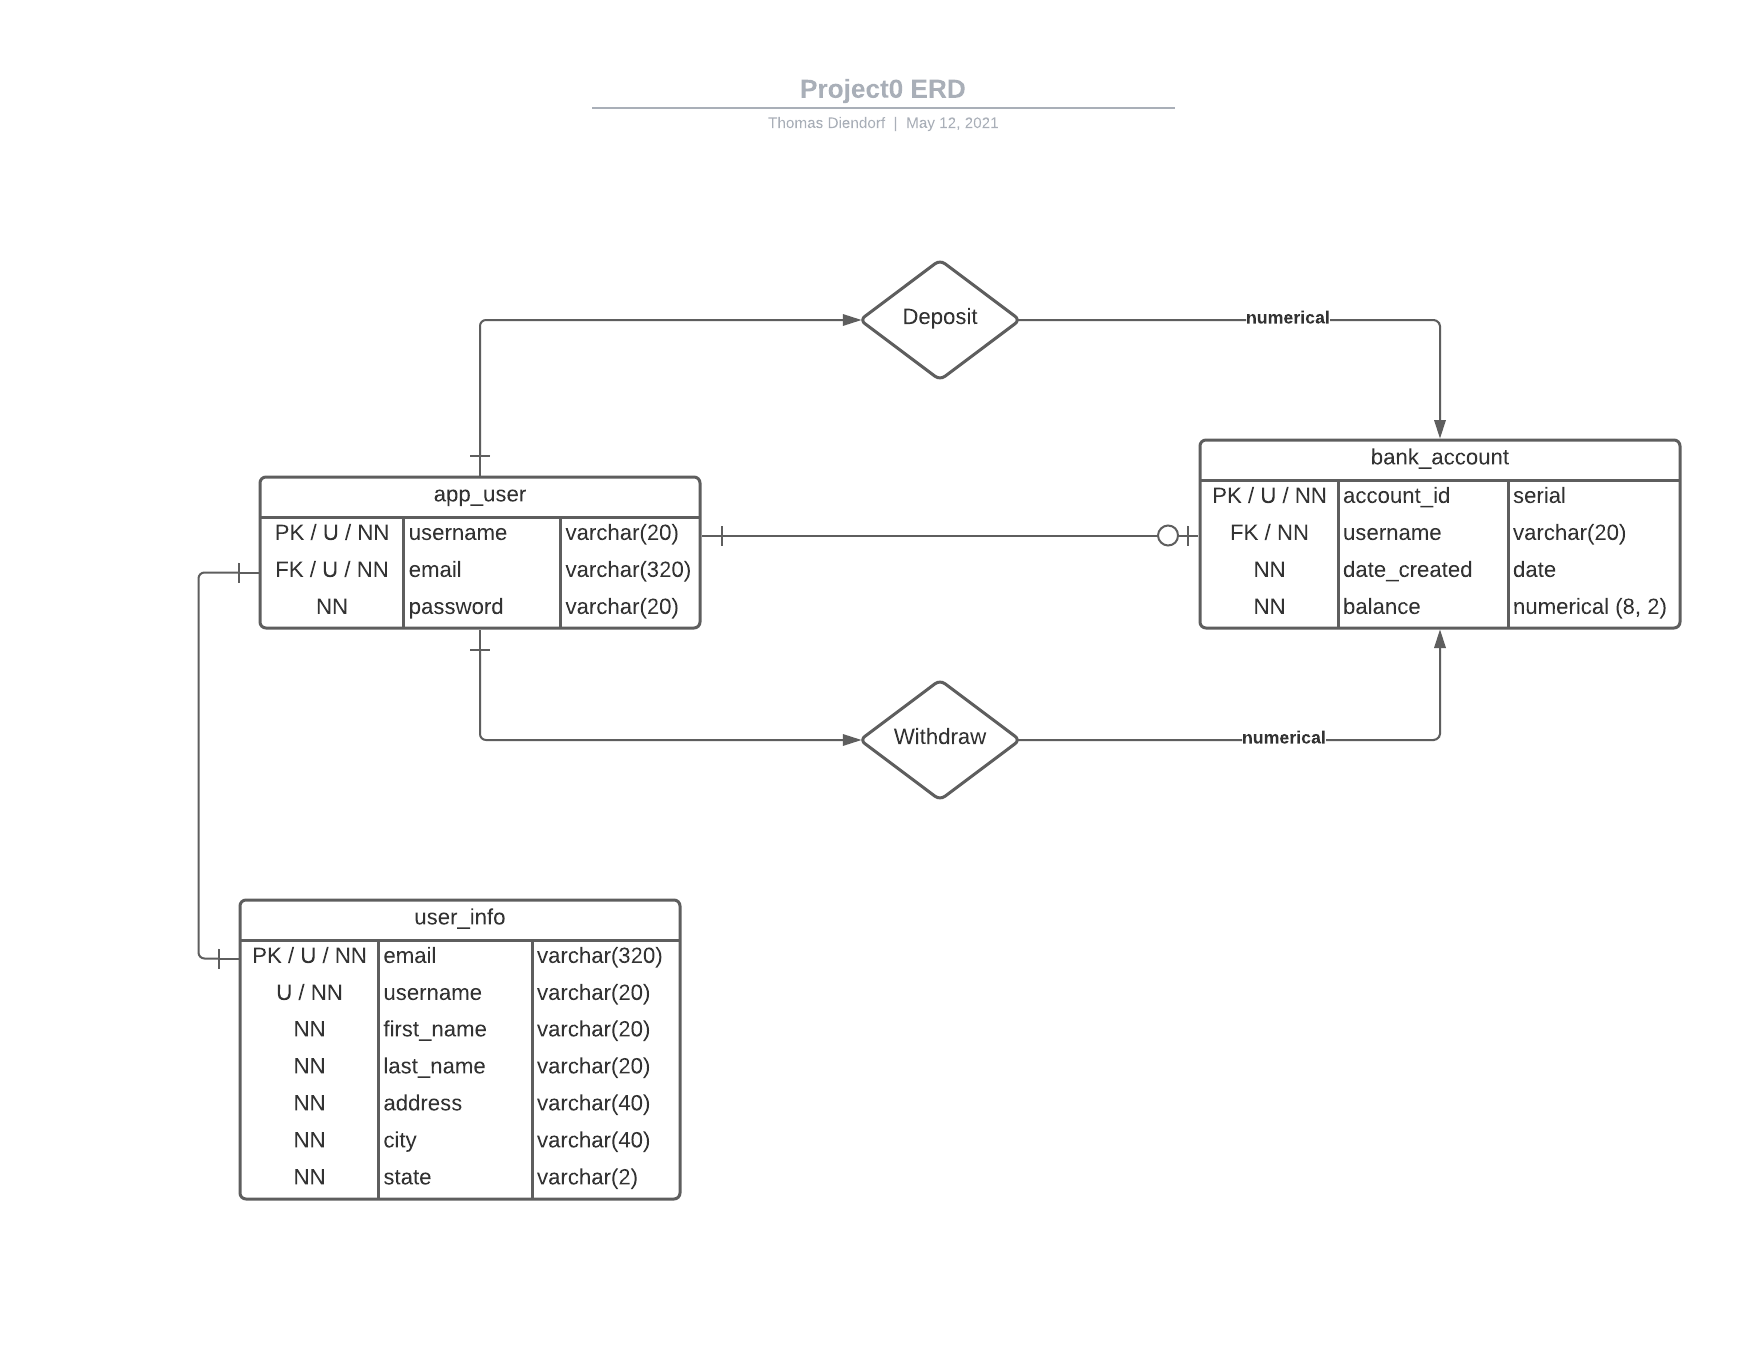 Project0 ERD
Thomas Diendorf | May 12, 2021
Deposit
numerical
app_user
PK / U / NN username varchar(20)
FK / U / NN email varchar(320)
NN password varchar(20)
bank_account
PK / U / NN account_id serial
FK / NN username varchar(20)
NN date_created date
NN balance numerical (8, 2)
Withdraw
numerical
user_info
PK / U / NN email varchar(320)
U / NN username varchar(20)
NN first_name varchar(20)
NN last_name varchar(20)
NN address varchar(40)
NN city varchar(40)
NN state varchar(2)